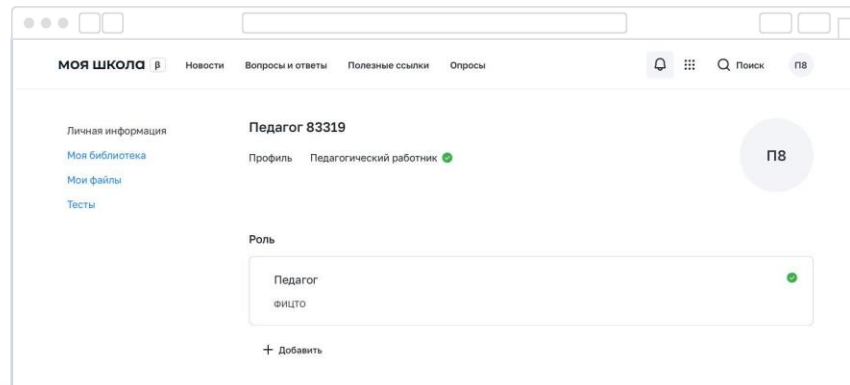 МОЯ ШКОЛА β Новости Вопросы и ответы Полезные ссылки Опросы Поиск П8
Личная информация
Моя библиотека
Мои файлы
Тесты
Педагог 83319
Профиль Педагогический работник
П8
Роль
Педагог
ФИЦТО
+ Добавить